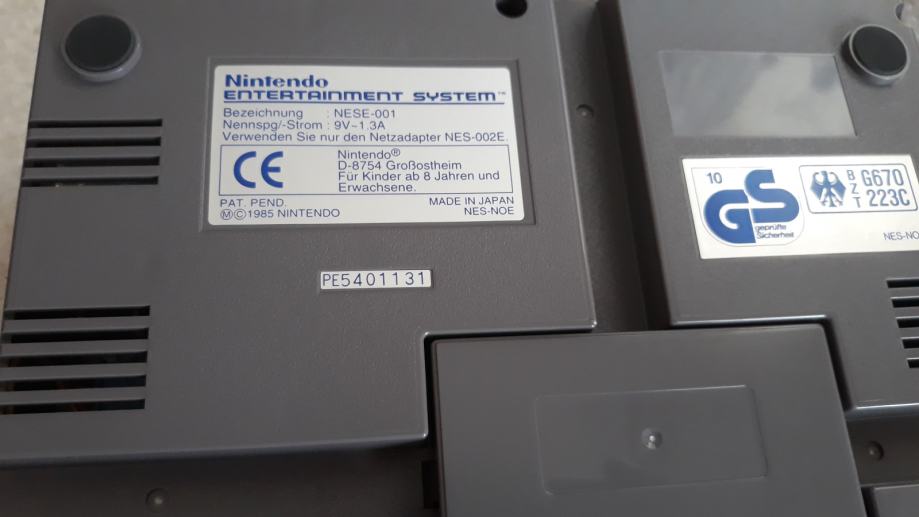 Nintendo
ENTERTAINMENT SYSTEM™
Bezeichnung : NESE-001
Nennspg/-Strom : 9V~1.3A
Verwenden Sie nur den Netzadapter NES-002E.
CE
Nintendo®
D-8754 Großostheim
Für Kinder ab 8 Jahren und
Erwachsene.
PAT. PEND.
MADE IN JAPAN
Ⓜ©1985 NINTENDO
NES-NOE
PE5401131
10
GS
geprüfte
Sicherheit
BZT
G670
223C
NES-NO